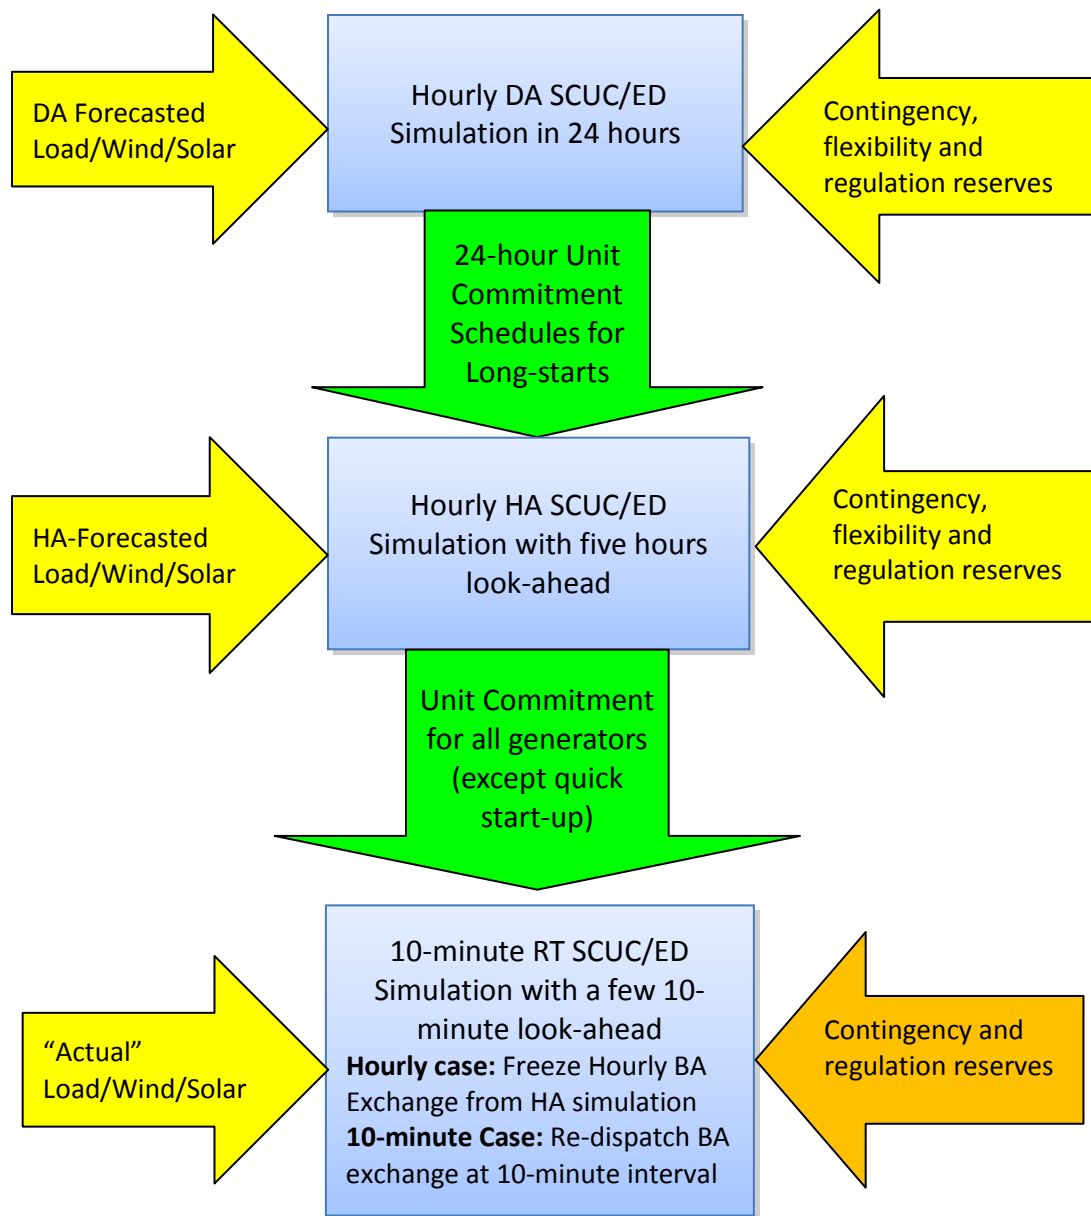 DA Forecasted
Load/Wind/Solar
Hourly DA SCUC/ED
Simulation in 24 hours
Contingency,
flexibility and
regulation reserves
24-hour Unit
Commitment
Schedules for
Long-starts
HA-Forecasted
Load/Wind/Solar
Hourly HA SCUC/ED
Simulation with five hours
look-ahead
Contingency,
flexibility and
regulation reserves
Unit Commitment
for all generators
(except quick
start-up)
“Actual”
Load/Wind/Solar
10-minute RT SCUC/ED
Simulation with a few 10-
minute look-ahead
Hourly case: Freeze Hourly BA
Exchange from HA simulation
10-minute Case: Re-dispatch BA
exchange at 10-minute interval
Contingency and
regulation reserves